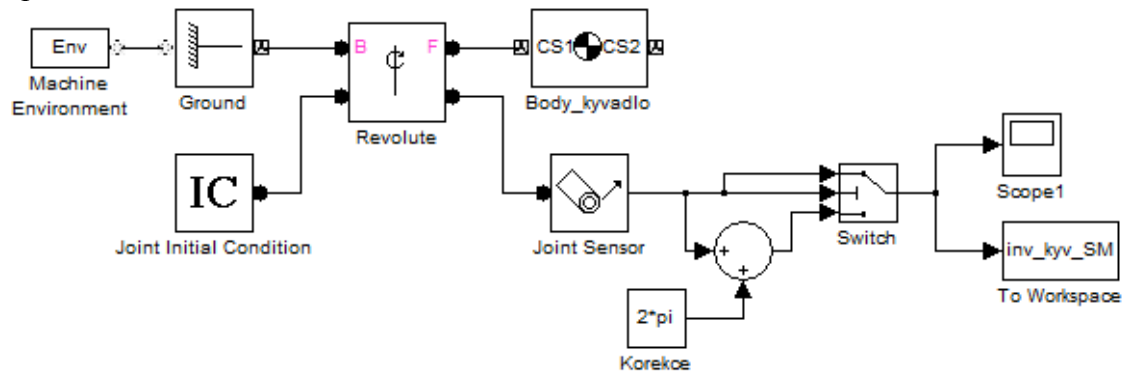 Env
Machine
Environment
Ground
B
F
Revolute
CS1
CS2
Body_kyvadlo
IC
Joint Initial Condition
Joint Sensor
+
+
2*pi
Korekce
Switch
Scope1
inv_kyv_SM
To Workspace